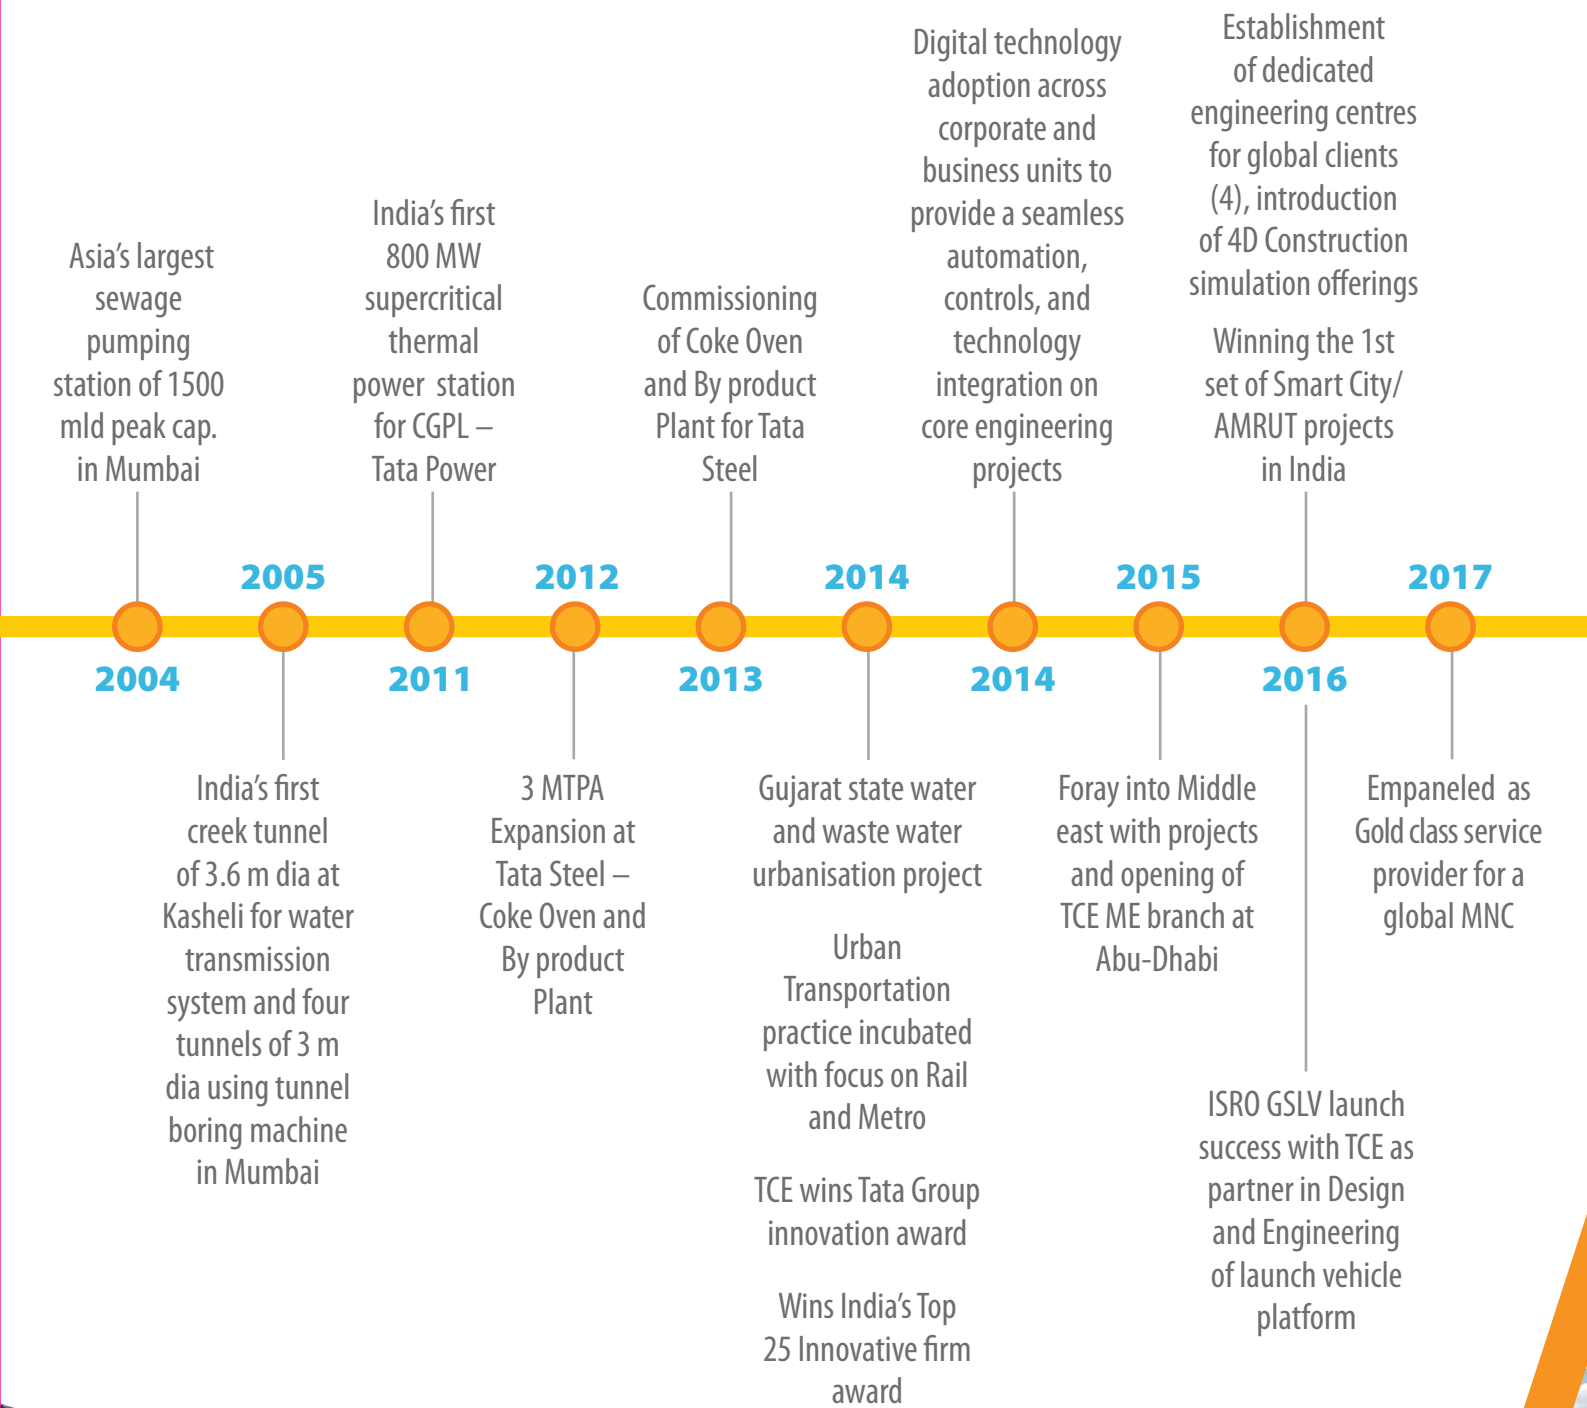 Asia's largest
sewage
pumping
station of 1500
mld peak cap.
in Mumbai
India's first
800 MW
supercritical
thermal
power  station
for CGPL –
Tata Power
Commissioning
of Coke Oven
and By product
Plant for Tata
Steel
Digital technology
adoption across
corporate and
business units to
provide a seamless
automation,
controls, and
technology
integration on
core engineering
projects
Establishment
of dedicated
engineering centres
for global clients
(4), introduction
of 4D Construction
simulation offerings
Winning the 1st
set of Smart City/
AMRUT projects
in India
2005
2012
2014
2015
2017
2004
2011
2013
2014
2016
India's first
creek tunnel
of 3.6 m dia at
Kasheli for water
transmission
system and four
tunnels of 3 m
dia using tunnel
boring machine
in Mumbai
3 MTPA
Expansion at
Tata Steel –
Coke Oven and
By product
Plant
Gujarat state water
and waste water
urbanisation project
Urban
Transportation
practice incubated
with focus on Rail
and Metro
TCE wins Tata Group
innovation award
Wins India's Top
25 Innovative firm
award
Foray into Middle
east with projects
and opening of
TCE ME branch at
Abu-Dhabi
ISRO GSLV launch
success with TCE as
partner in Design
and Engineering
of launch vehicle
platform
Empaneled  as
Gold class service
provider for a
global MNC